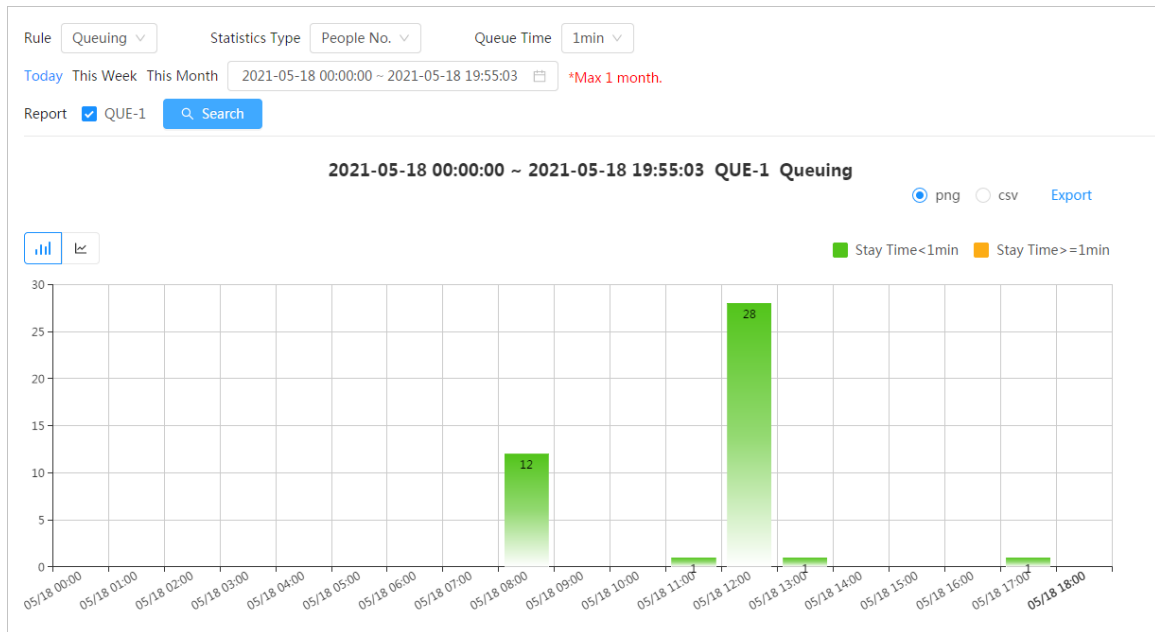 Rule Queuing Statistics Type People No. Queue Time 1min
Today This Week This Month 2021-05-18 00:00:00 ~ 2021-05-18 19:55:03 *Max 1 month.
Report QUE-1 Search
2021-05-18 00:00:00 ~ 2021-05-18 19:55:03 QUE-1 Queuing
png csv Export
Stay Time<1min Stay Time>=1min
30
28
25
20
15
12
10
5
0
1 1 1
05/18 00:00 05/18 01:00 05/18 02:00 05/18 03:00 05/18 04:00 05/18 05:00 05/18 06:00 05/18 07:00 05/18 08:00 05/18 09:00 05/18 10:00 05/18 11:00 05/18 12:00 05/18 13:00 05/18 14:00 05/18 15:00 05/18 16:00 05/18 17:00 05/18 18:00